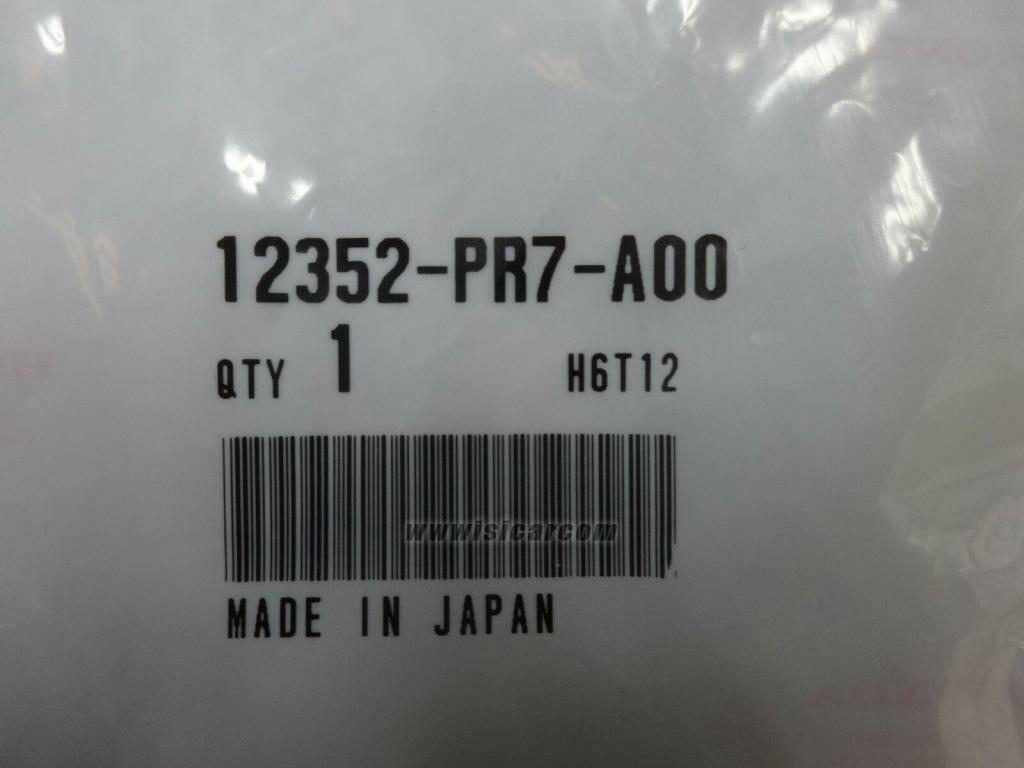 12352-PR7-A00
QTY 1 H6T12
www.isicar.com
MADE IN JAPAN